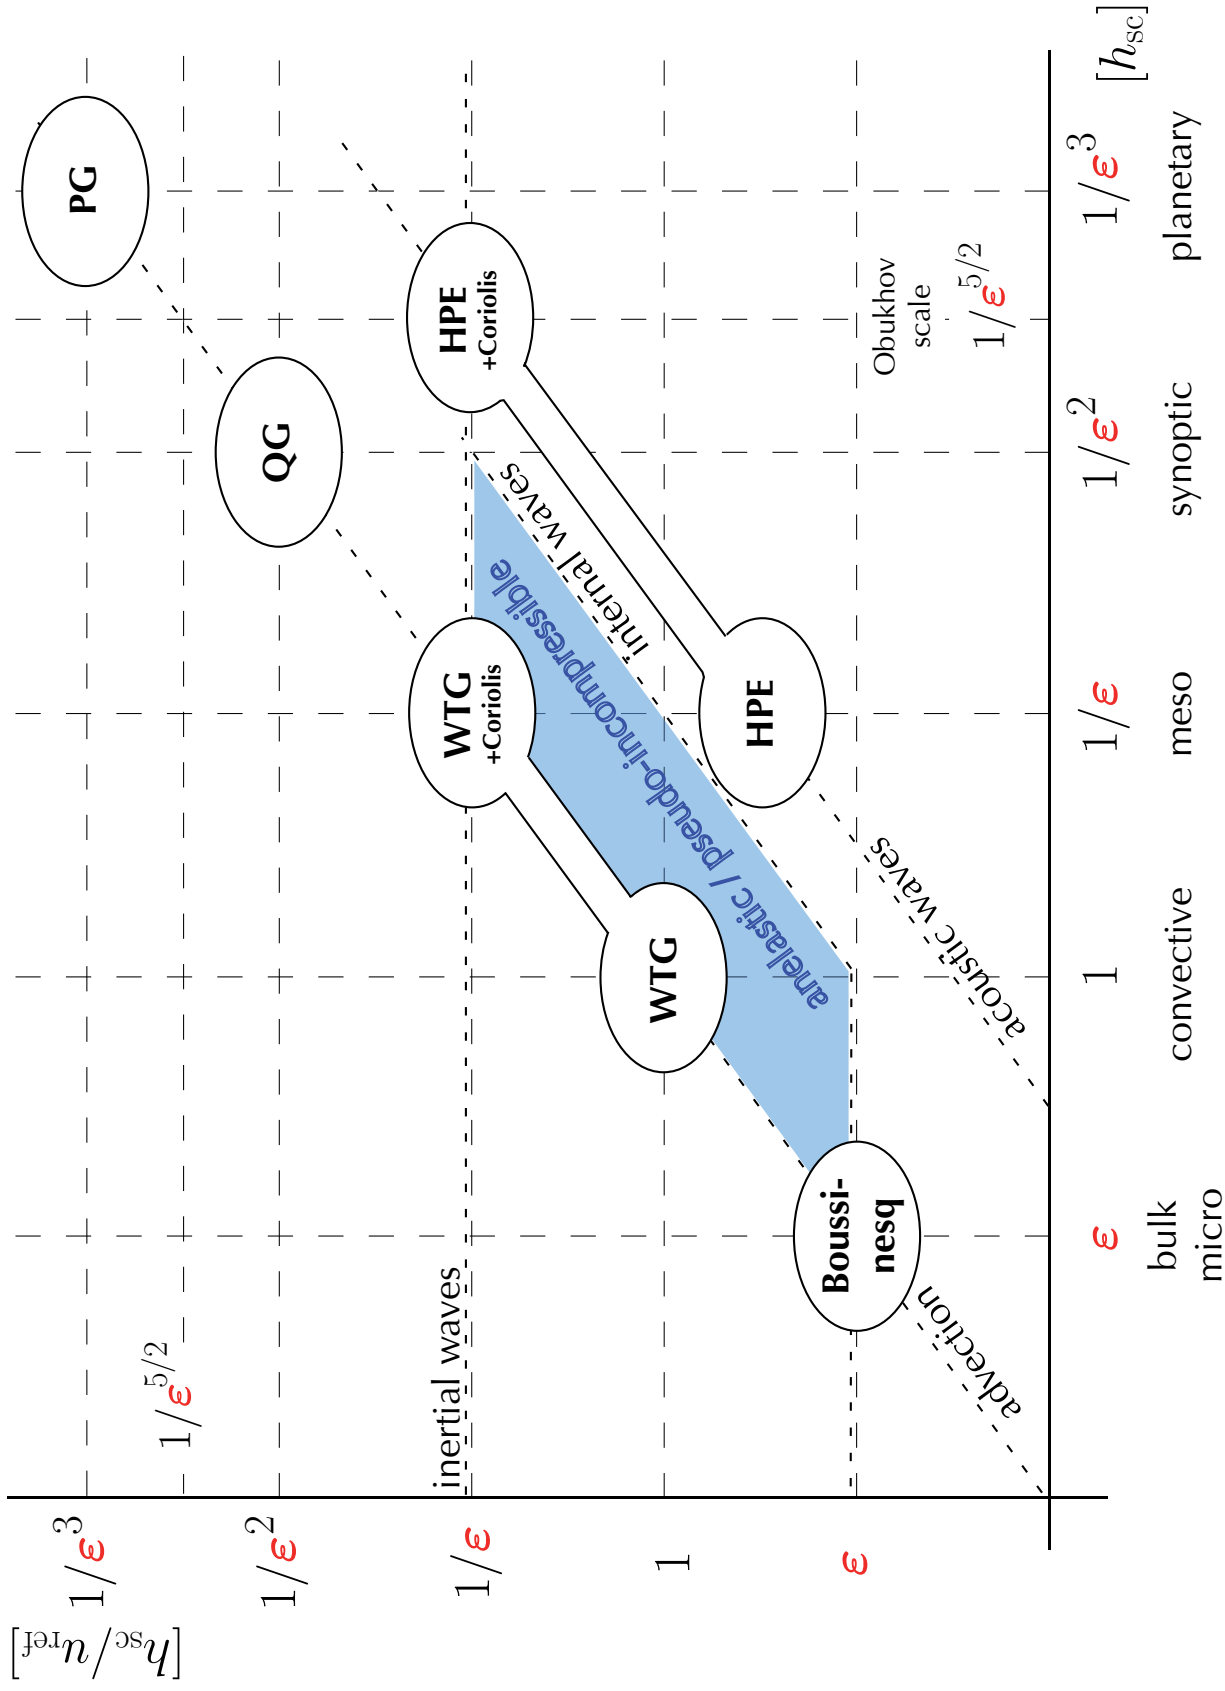 [h_sc/u_ref]
1/ε^3
1/ε^5/2
1/ε^2
1/ε
1
ε
inertial waves
PG
QG
WTG
+Coriolis
HPE
+Coriolis
WTG
HPE
Boussi-
nesq
internal waves
anelastic / pseudo-incompressible
acoustic waves
advection
Obukhov
scale
1/ε^5/2
ε
1
1/ε
1/ε^2
1/ε^3
[h_sc]
bulk
micro
convective
meso
synoptic
planetary